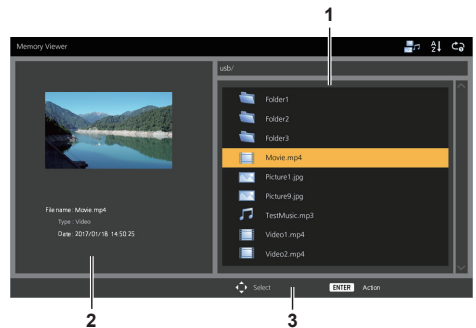 1
Memory Viewer
usb/
Folder1
Folder2
Folder3
Movie.mp4
Picture1.jpg
Picture9.jpg
TestMusic.mp3
Video1.mp4
Video2.mp4
File name : Movie.mp4
Type : Video
Date : 2017/01/18 14:50:25
Select
ENTER Action
2
3